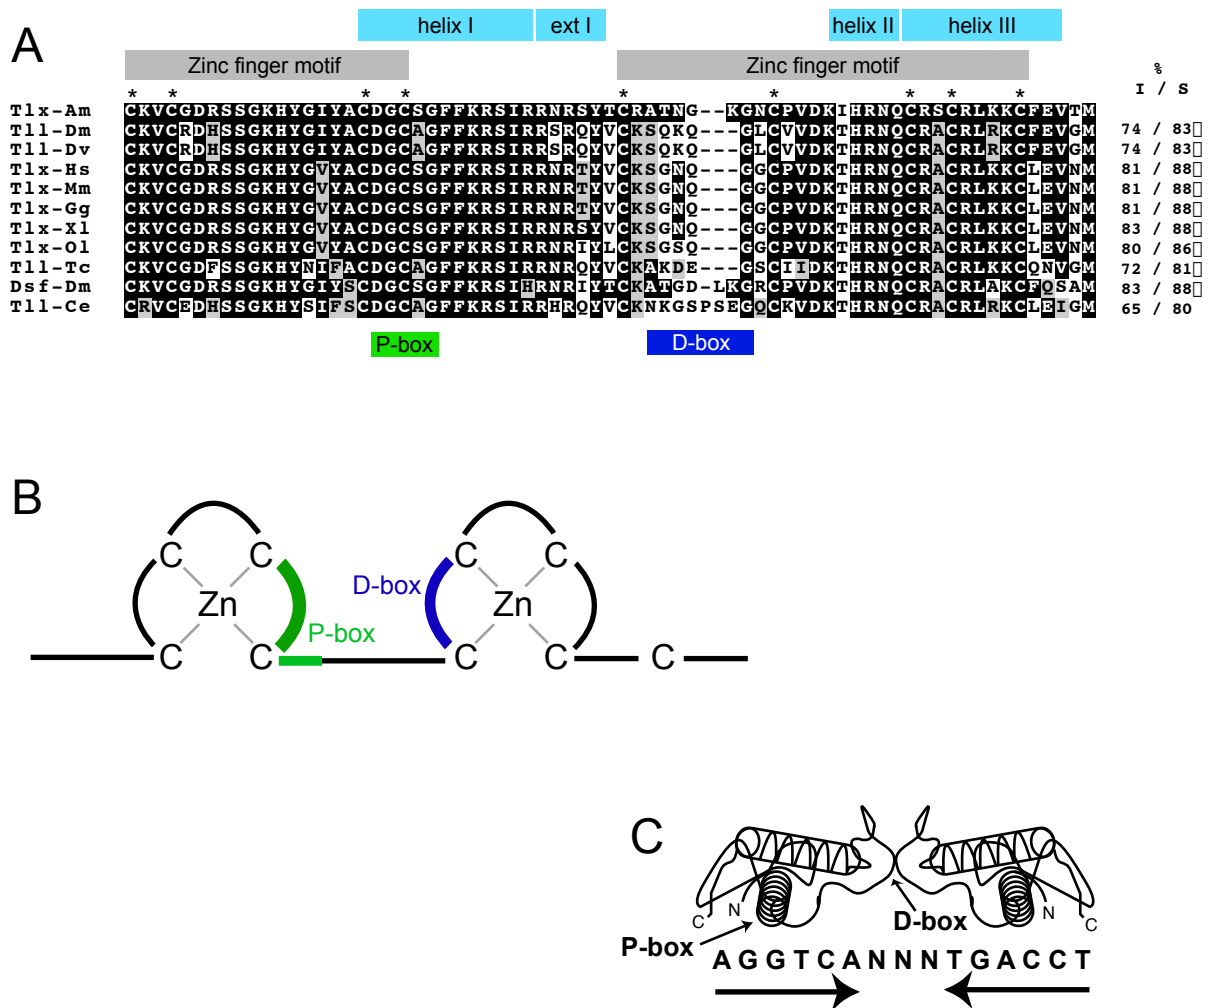 A
helix I ext I helix II helix III
Zinc finger motif Zinc finger motif %
* * * * * * * * * I / S
Tlx-Am CKVCGDRSSGKHYGIYACDGCSGFFKRSIRRNRSYTCRATNG---KGNCPVDKIHRNQCRSCRLKKCFEVTM
Tll-Dm CKVCRDHSSGKHYGIYACDGCAGFFKRSIRRSRQYVCKSQKQ---GLCVVDKTHRNQCRACRLRKCFEVGM 74 / 83
Tll-Dv CKVCRDHSSGKHYGIYACDGCAGFFKRSIRRSRQYVCKSQKQ---GLCVVDKTHRNQCRACRLRKCFEVGM 74 / 83
Tlx-Hs CKVCGDRSSGKHYGVYACDGCSGFFKRSIRRNRTYVCKSGNQ---GGCPVDKTHRNQCRACRLKKCLEVNM 81 / 88
Tlx-Mm CKVCGDRSSGKHYGVYACDGCSGFFKRSIRRNRTYVCKSGNQ---GGCPVDKTHRNQCRACRLKKCLEVNM 81 / 88
Tlx-Gg CKVCGDRSSGKHYGVYACDGCSGFFKRSIRRNRTYVCKSGNQ---GGCPVDKTHRNQCRACRLKKCLEVNM 81 / 88
Tlx-Xl CKVCGDRSSGKHYGVYACDGCSGFFKRSIRRNRSYVCKSGNQ---GGCPVDKTHRNQCRACRLKKCLEVNM 83 / 88
Tlx-Ol CKVCGDRSSGKHYGVYACDGCSGFFKRSIRRNRIYLCKSGSQ---GGCPVDKTHRNQCRACRLKKCLEVNM 80 / 86
Tll-Tc CKVCGDFSSGKHYNIFACDGCAGFFKRSIRRNRQYVCKAKDE---GSCIIDKTHRNQCRACRLKKCQNVGM 72 / 81
Dsf-Dm CKVCGDRSSGKHYGIYSCDGCSGFFKRSIHRNRIYTCKATGD-LKGRCPVDKTHRNQCRACRLAKCFQSAM 83 / 88
Tll-Ce CRVCEDHSSGKHYSIFSCDGCAGFFKRSIRRHRQYVCKNKGSPSEGQCKVDKTHRNQCRACRLRKCLEIGM 65 / 80
P-box D-box
B
C C C C
D-box
Zn Zn
P-box
C C C C C
C
C N N C
D-box
P-box
A G G T C A N N N T G A C C T